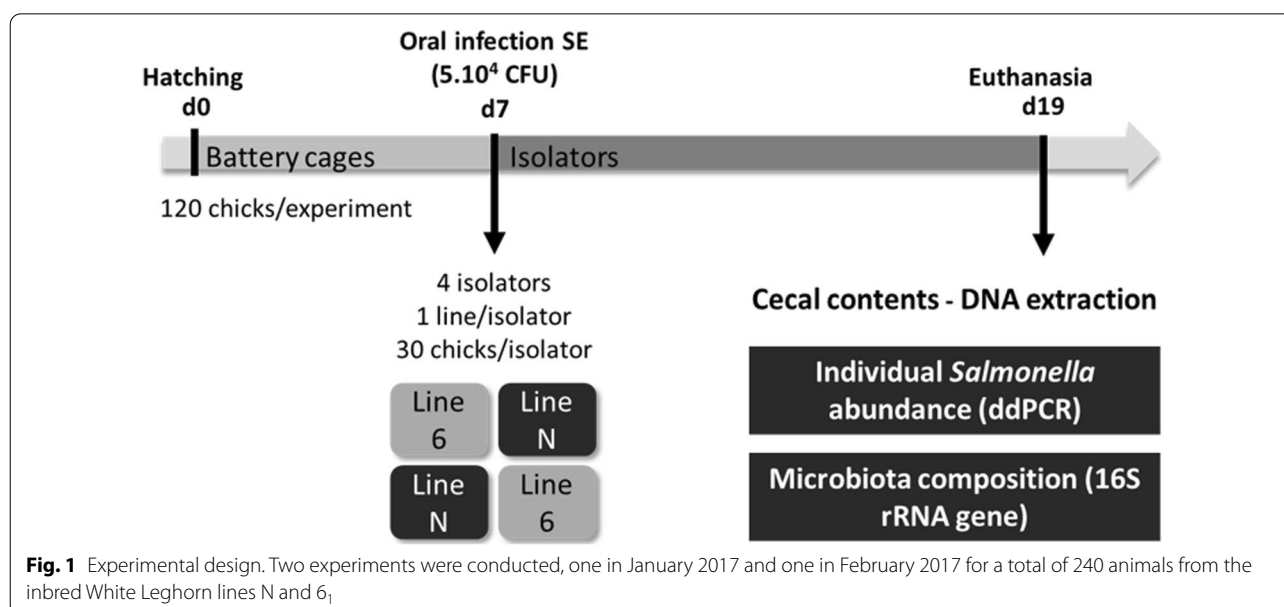 Oral infection SE
(5.10⁴ CFU)
Hatching
d0
d7
Euthanasia
d19
Battery cages
Isolators
120 chicks/experiment
4 isolators
1 line/isolator
30 chicks/isolator
Line
6
Line
N
Line
N
Line
6
Cecal contents - DNA extraction
Individual Salmonella
abundance (ddPCR)
Microbiota composition (16S
rRNA gene)
Fig. 1 Experimental design. Two experiments were conducted, one in January 2017 and one in February 2017 for a total of 240 animals from the
inbred White Leghorn lines N and 6₁